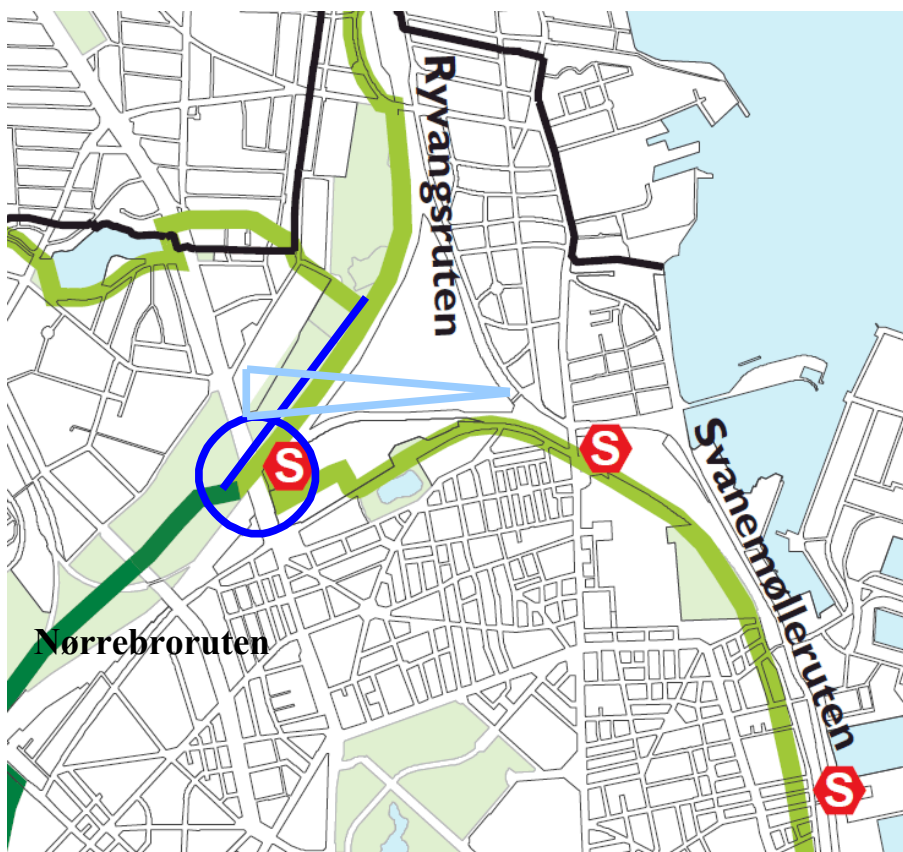 Ryvangsruten
S
S
Svanemølleruten
Nørrebroruten
S